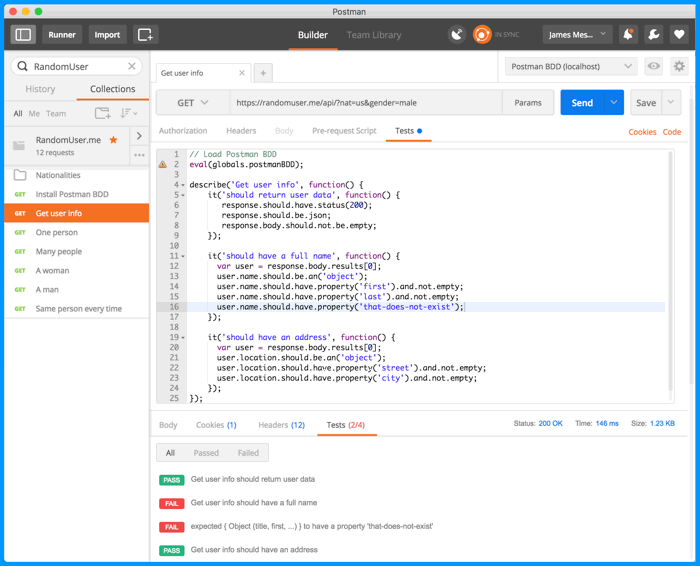 Postman
Runner
Import
Builder
Team Library
IN SYNC
James Mes...
RandomUser
History
Collections
All Me Team
RandomUser.me
12 requests
Nationalities
GET Install Postman BDD
GET Get user info
GET One person
GET Many people
GET A woman
GET A man
GET Same person every time
Get user info
Postman BDD (localhost)
GET
https://randomuser.me/api/?nat=us&gender=male
Params
Send
Save
Authorization Headers Body Pre-request Script Tests
Cookies Code
1 // Load Postman BDD
2 eval(globals.postmanBDD);
3
4 describe('Get user info', function() {
5 it('should return user data', function() {
6 response.should.have.status(200);
7 response.should.be.json;
8 response.body.should.not.be.empty;
9 });
10
11 it('should have a full name', function() {
12 var user = response.body.results[0];
13 user.name.should.be.an('object');
14 user.name.should.have.property('first').and.not.empty;
15 user.name.should.have.property('last').and.not.empty;
16 user.name.should.have.property('that-does-not-exist');
17 });
18
19 it('should have an address', function() {
20 var user = response.body.results[0];
21 user.location.should.be.an('object');
22 user.location.should.have.property('street').and.not.empty;
23 user.location.should.have.property('city').and.not.empty;
24 });
25 });
Body Cookies (1) Headers (12) Tests (2/4)
Status: 200 OK Time: 146 ms Size: 1.23 KB
All Passed Failed
PASS Get user info should return user data
FAIL Get user info should have a full name
FAIL expected { Object (title, first, ...) } to have a property 'that-does-not-exist'
PASS Get user info should have an address